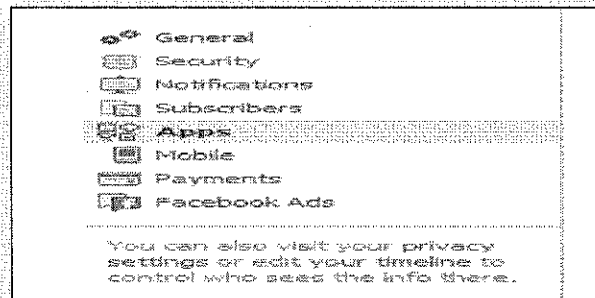 General
Security
Notifications
Subscribers
Apps
Mobile
Payments
Facebook Ads
You can also visit your privacy
settings or edit your timeline to
control who sees the info there.